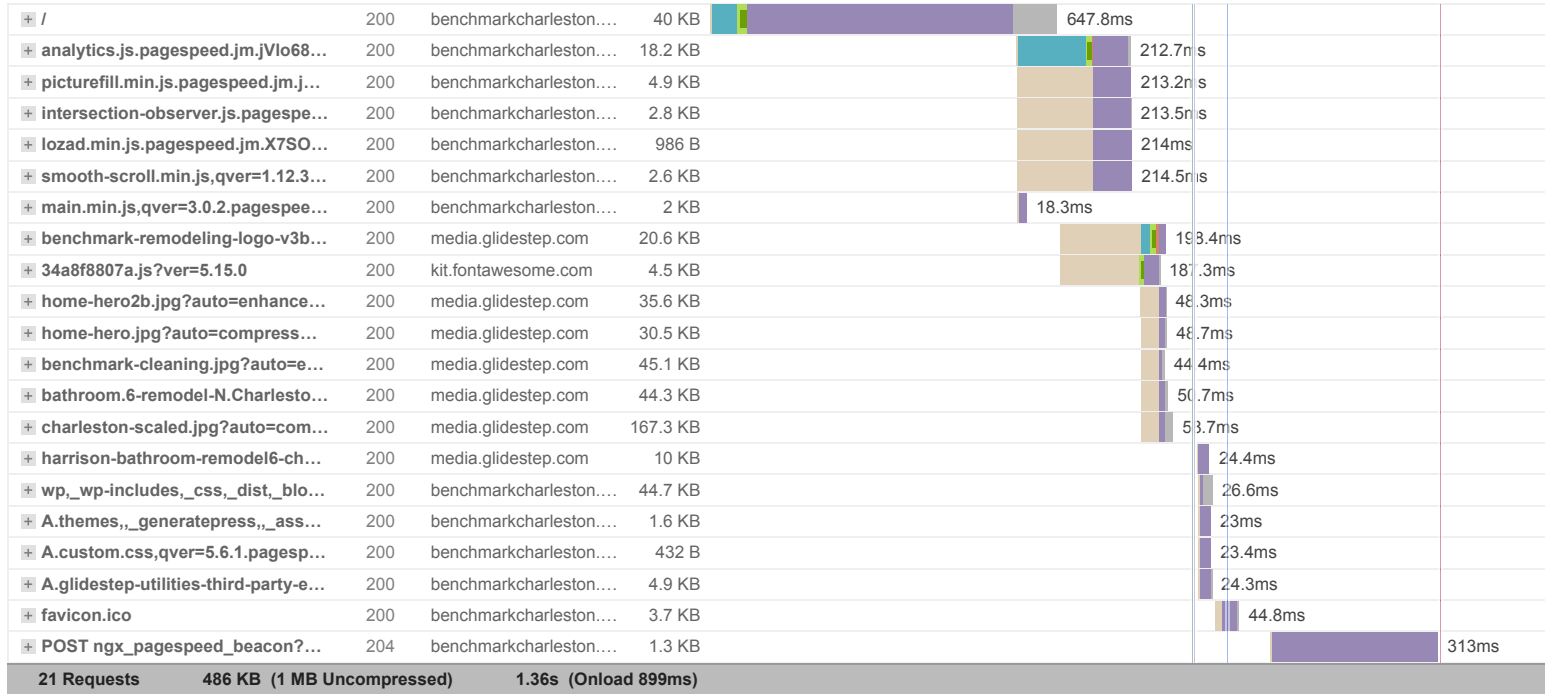 / 200 benchmarkcharleston.… 40 KB 647.8ms
analytics.js.pagespeed.jm.jVlo68… 200 benchmarkcharleston.… 18.2 KB 212.7ms
picturefill.min.js.pagespeed.jm.j… 200 benchmarkcharleston.… 4.9 KB 213.2ms
intersection-observer.js.pagespe… 200 benchmarkcharleston.… 2.8 KB 213.5ms
lozad.min.js.pagespeed.jm.X7SO… 200 benchmarkcharleston.… 986 B 214ms
smooth-scroll.min.js,qver=1.12.3… 200 benchmarkcharleston.… 2.6 KB 214.5ms
main.min.js,qver=3.0.2.pagespee… 200 benchmarkcharleston.… 2 KB 18.3ms
benchmark-remodeling-logo-v3b… 200 media.glidestep.com 20.6 KB 198.4ms
34a8f8807a.js?ver=5.15.0 200 kit.fontawesome.com 4.5 KB 187.3ms
home-hero2b.jpg?auto=enhance… 200 media.glidestep.com 35.6 KB 48.3ms
home-hero.jpg?auto=compress… 200 media.glidestep.com 30.5 KB 48.7ms
benchmark-cleaning.jpg?auto=e… 200 media.glidestep.com 45.1 KB 44.4ms
bathroom.6-remodel-N.Charlesto… 200 media.glidestep.com 44.3 KB 50.7ms
charleston-scaled.jpg?auto=com… 200 media.glidestep.com 167.3 KB 53.7ms
harrison-bathroom-remodel6-ch… 200 media.glidestep.com 10 KB 24.4ms
wp,_wp-includes,_css,_dist,_blo… 200 benchmarkcharleston.… 44.7 KB 26.6ms
A.themes,,_generatepress,,_ass… 200 benchmarkcharleston.… 1.6 KB 23ms
A.custom.css,qver=5.6.1.pagesp… 200 benchmarkcharleston.… 432 B 23.4ms
A.glidestep-utilities-third-party-e… 200 benchmarkcharleston.… 4.9 KB 24.3ms
favicon.ico 200 benchmarkcharleston.… 3.7 KB 44.8ms
POST ngx_pagespeed_beacon?… 204 benchmarkcharleston.… 1.3 KB 313ms
21 Requests 486 KB (1 MB Uncompressed) 1.36s (Onload 899ms)